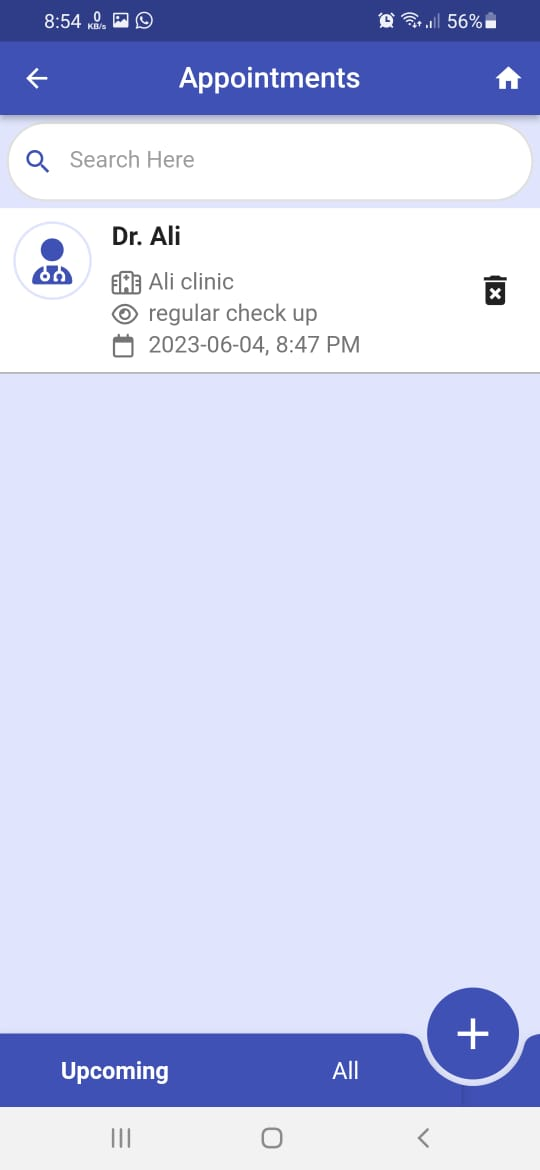 8:54 0 KB/s 56%
Appointments
Search Here
Dr. Ali
Ali clinic
regular check up
2023-06-04, 8:47 PM
Upcoming All